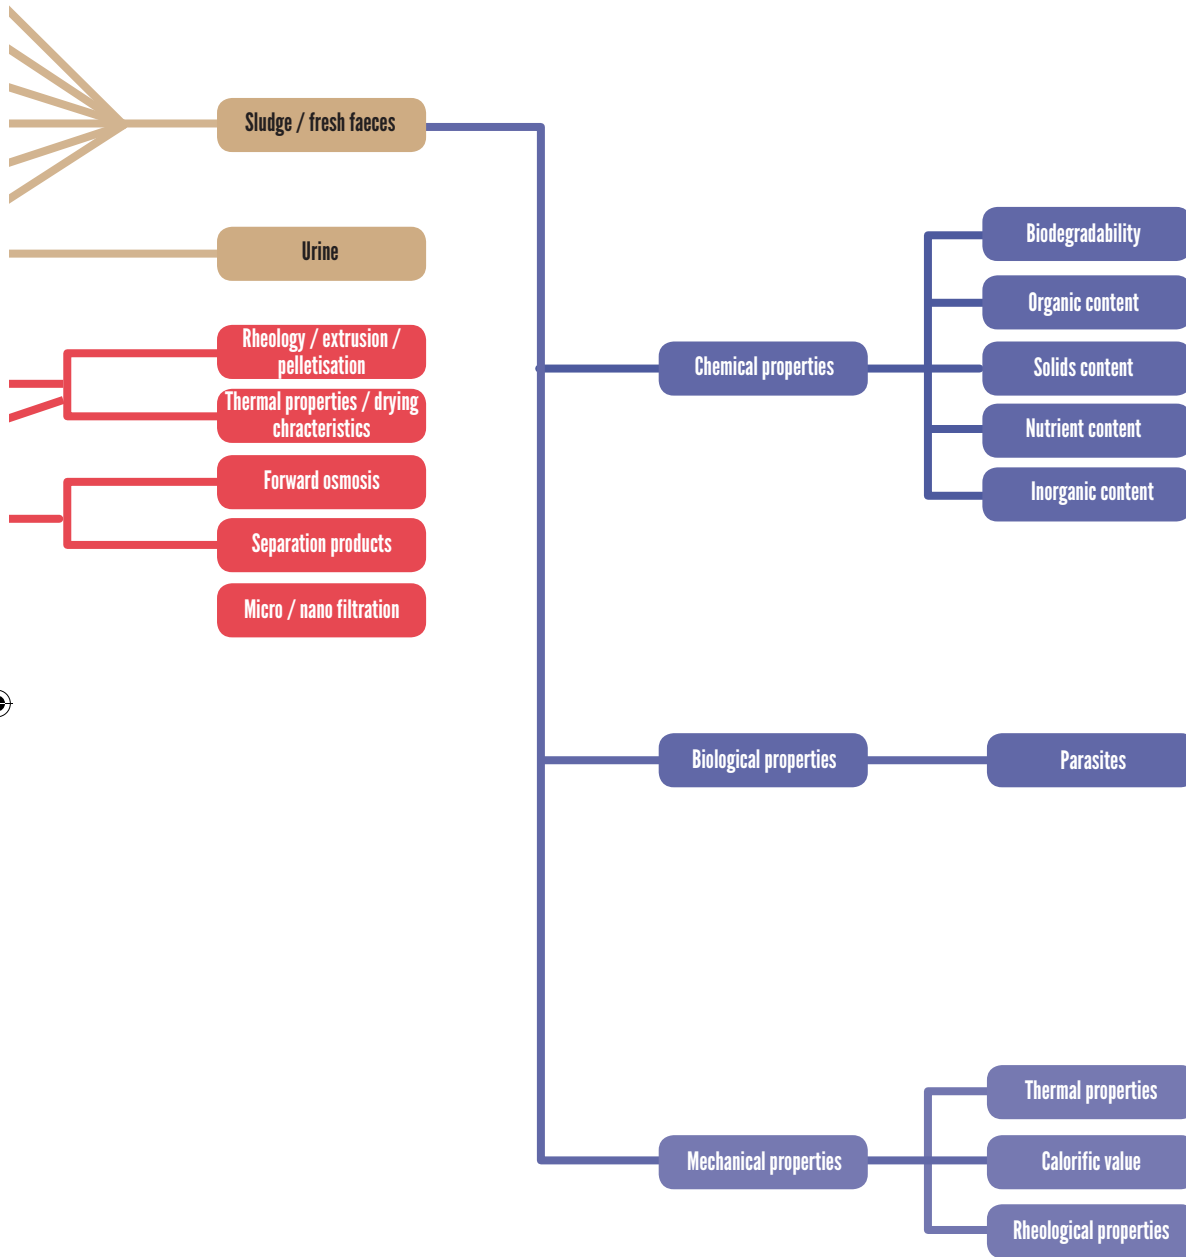 Sludge / fresh faeces
Urine
Rheology / extrusion /
pelletisation
Thermal properties / drying
chracteristics
Forward osmosis
Separation products
Micro / nano filtration
Chemical properties
Biodegradability
Organic content
Solids content
Nutrient content
Inorganic content
Biological properties
Parasites
Mechanical properties
Thermal properties
Calorific value
Rheological properties